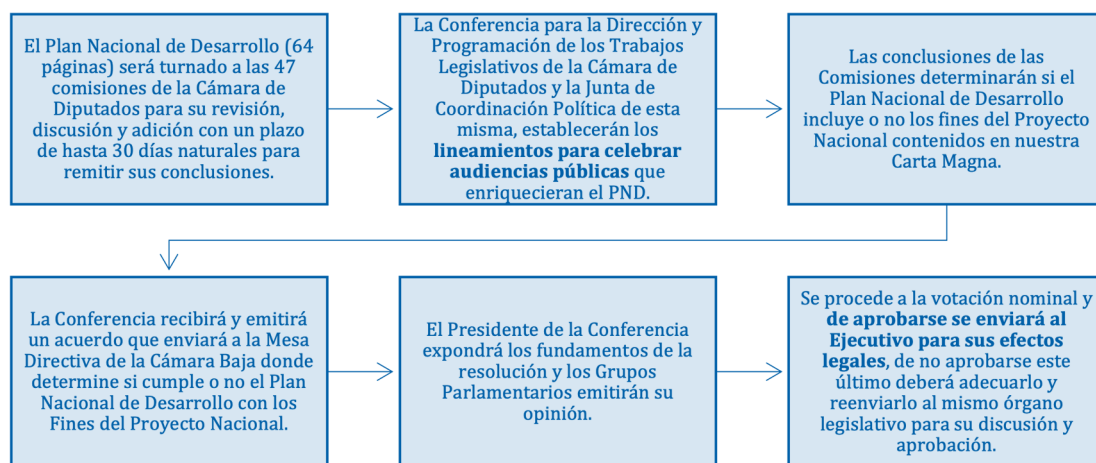 El Plan Nacional de Desarrollo (64
páginas) será turnado a las 47
comisiones de la Cámara de
Diputados para su revisión,
discusión y adición con un plazo
de hasta 30 días naturales para
remitir sus conclusiones.
La Conferencia para la Dirección y
Programación de los Trabajos
Legislativos de la Cámara de
Diputados y la Junta de
Coordinación Política de esta
misma, establecerán los
lineamientos para celebrar
audiencias públicas que
enriquecieran el PND.
Las conclusiones de las
Comisiones determinarán si el
Plan Nacional de Desarrollo
incluye o no los fines del Proyecto
Nacional contenidos en nuestra
Carta Magna.
La Conferencia recibirá y emitirá
un acuerdo que enviará a la Mesa
Directiva de la Cámara Baja donde
determine si cumple o no el Plan
Nacional de Desarrollo con los
Fines del Proyecto Nacional.
El Presidente de la Conferencia
expondrá los fundamentos de la
resolución y los Grupos
Parlamentarios emitirán su
opinión.
Se procede a la votación nominal y
de aprobarse se enviará al
Ejecutivo para sus efectos
legales, de no aprobarse este
último deberá adecuarlo y
reenviarlo al mismo órgano
legislativo para su discusión y
aprobación.